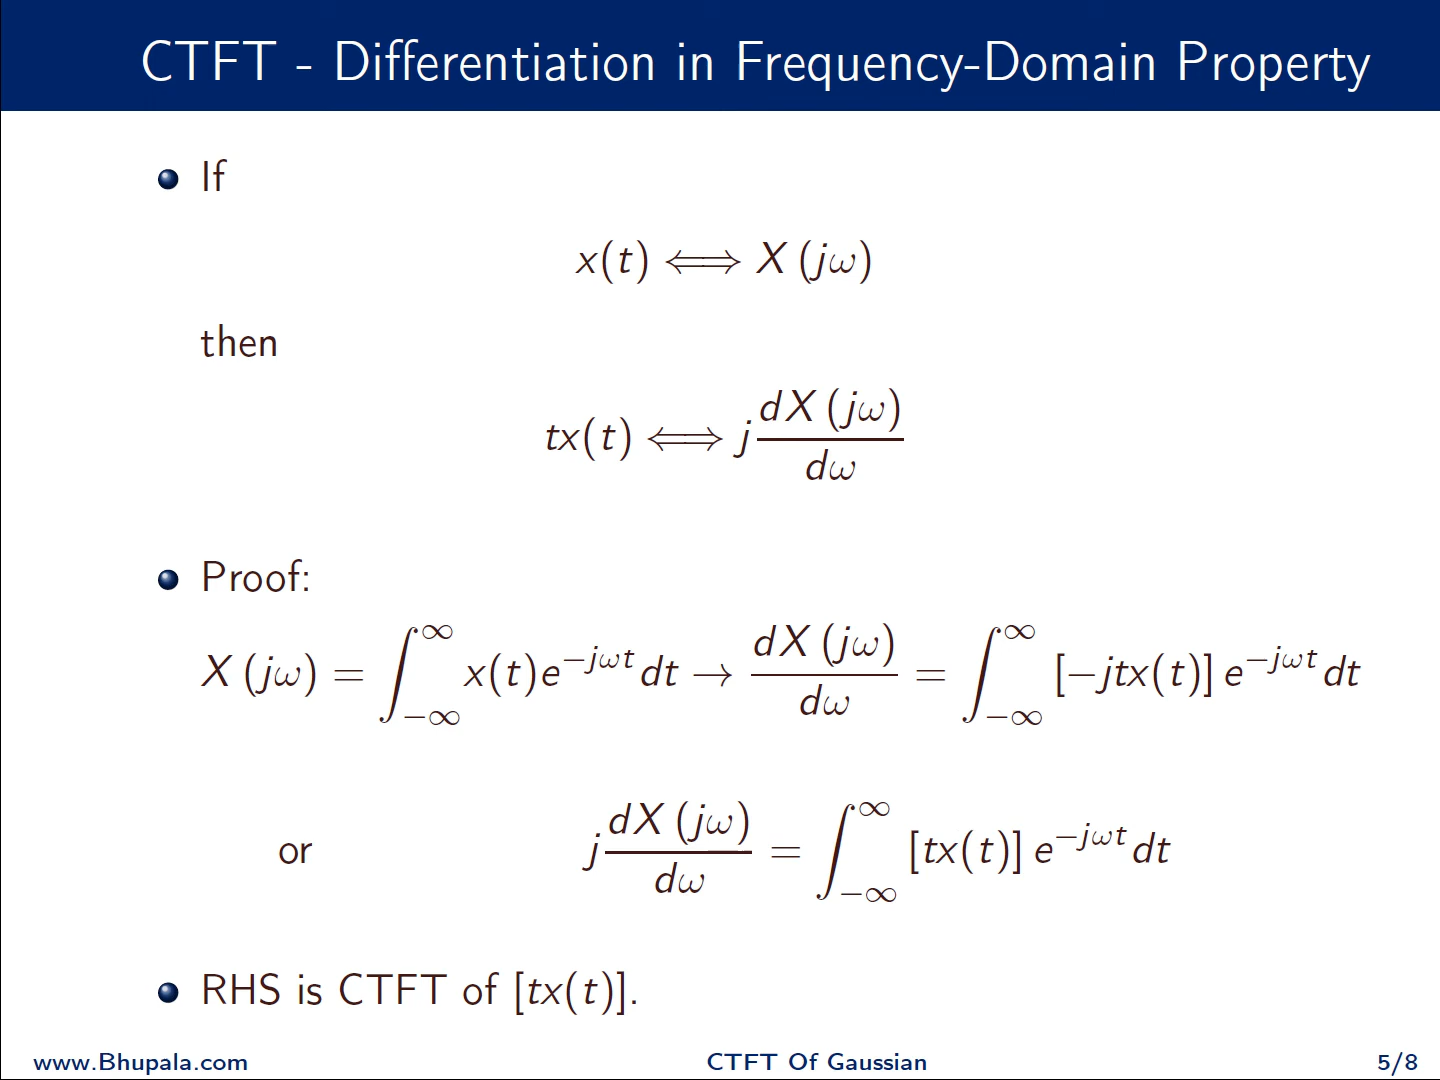 CTFT - Differentiation in Frequency-Domain Property
If
x(t) ⟺ X (jω)
then
tx(t) ⟺ j dX (jω) / dω
Proof:
X (jω) = ∫_{−∞}^{∞} x(t)e^{−jωt} dt → dX (jω) / dω = ∫_{−∞}^{∞} [−jtx(t)] e^{−jωt} dt
or j dX (jω) / dω = ∫_{−∞}^{∞} [tx(t)] e^{−jωt} dt
RHS is CTFT of [tx(t)].
www.Bhupala.com CTFT Of Gaussian 5/8